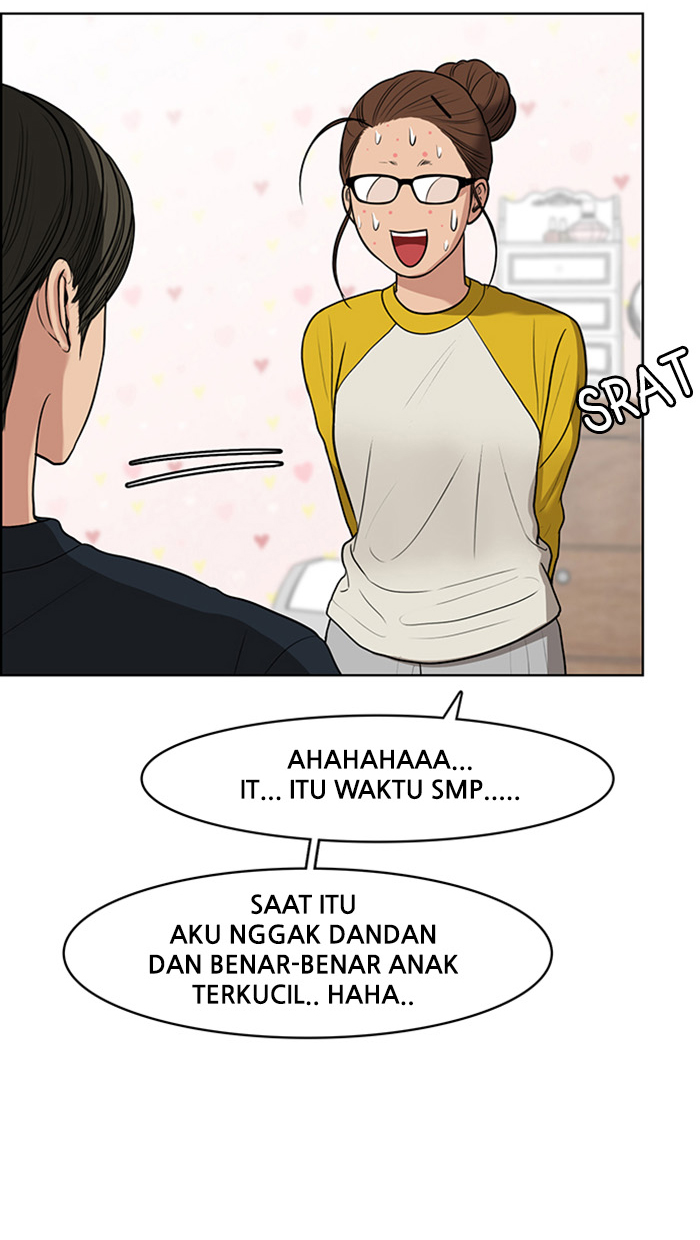 SRAT
AHAHAHAAA...
IT... ITU WAKTU SMP.....
SAAT ITU
AKU NGGAK DANDAN
DAN BENAR-BENAR ANAK
TERKUCIL.. HAHA..